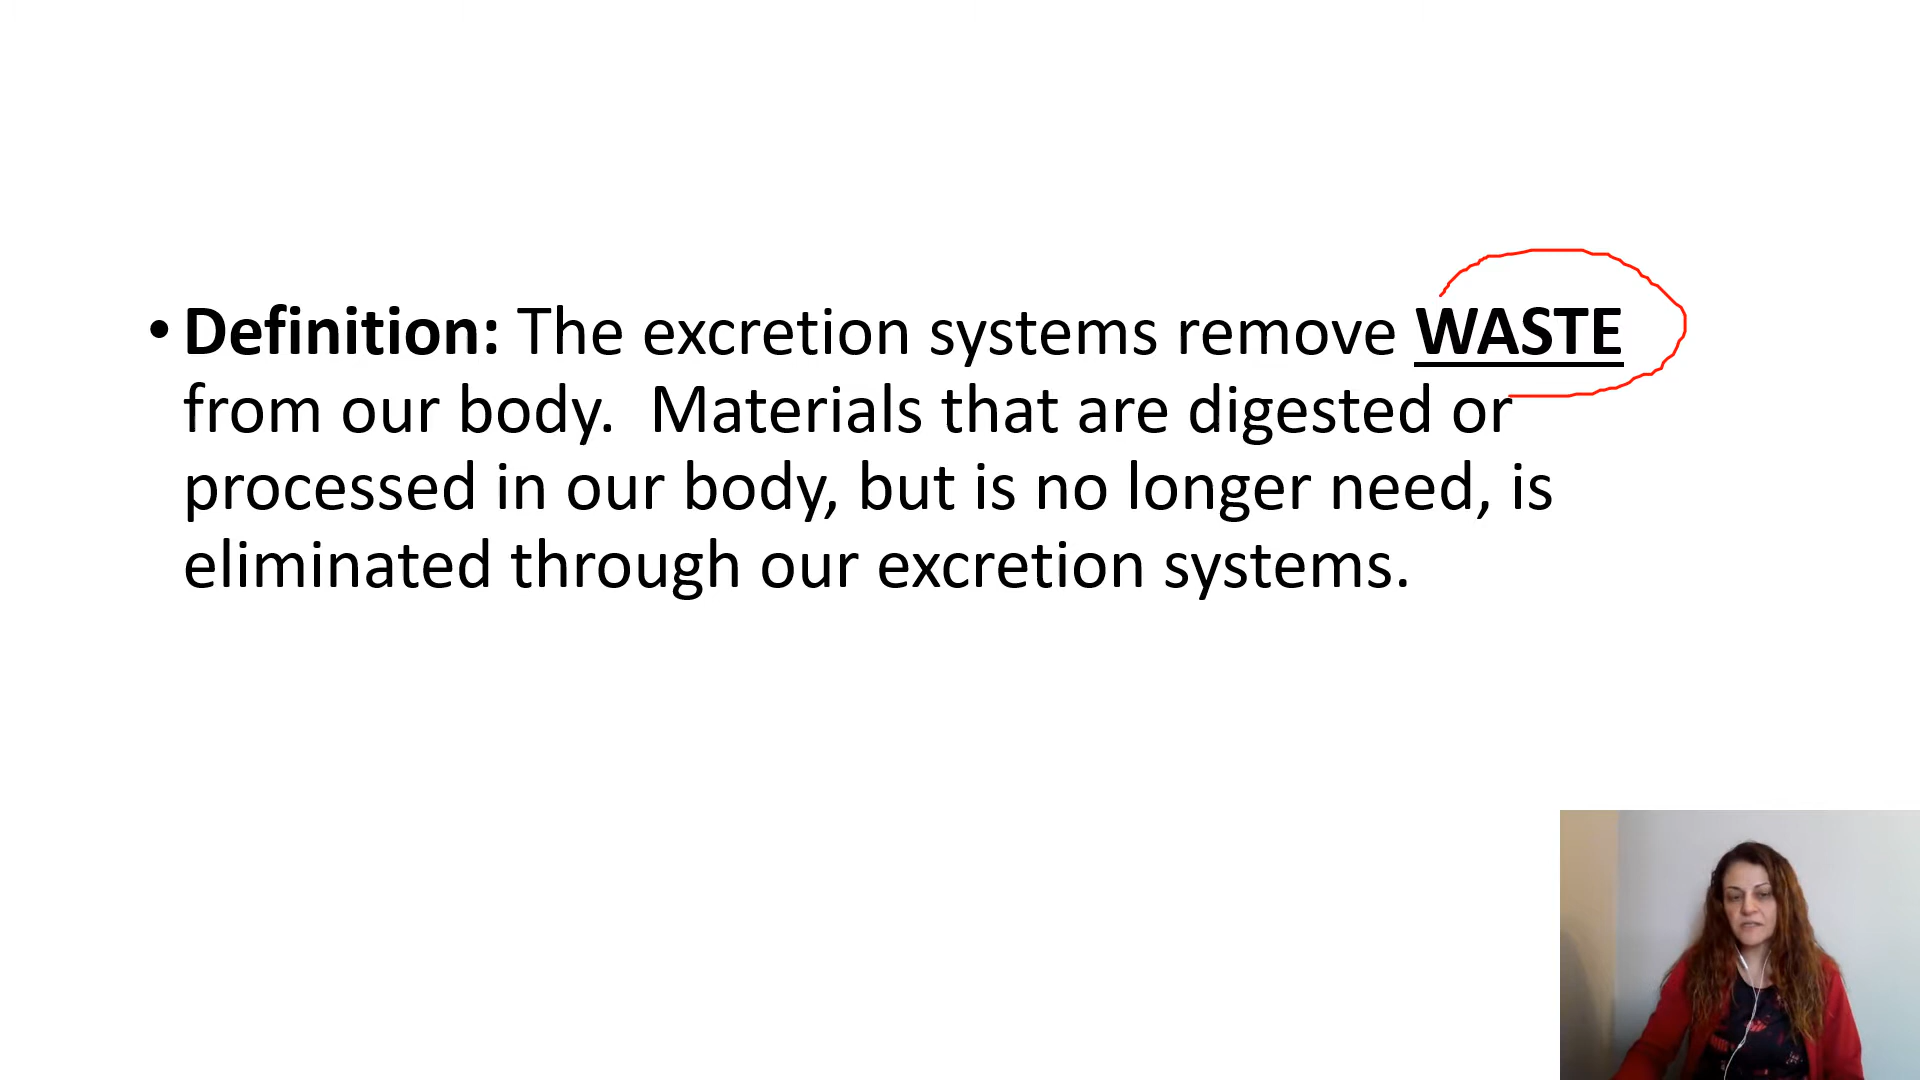 • Definition: The excretion systems remove WASTE
from our body.  Materials that are digested or
processed in our body, but is no longer need, is
eliminated through our excretion systems.